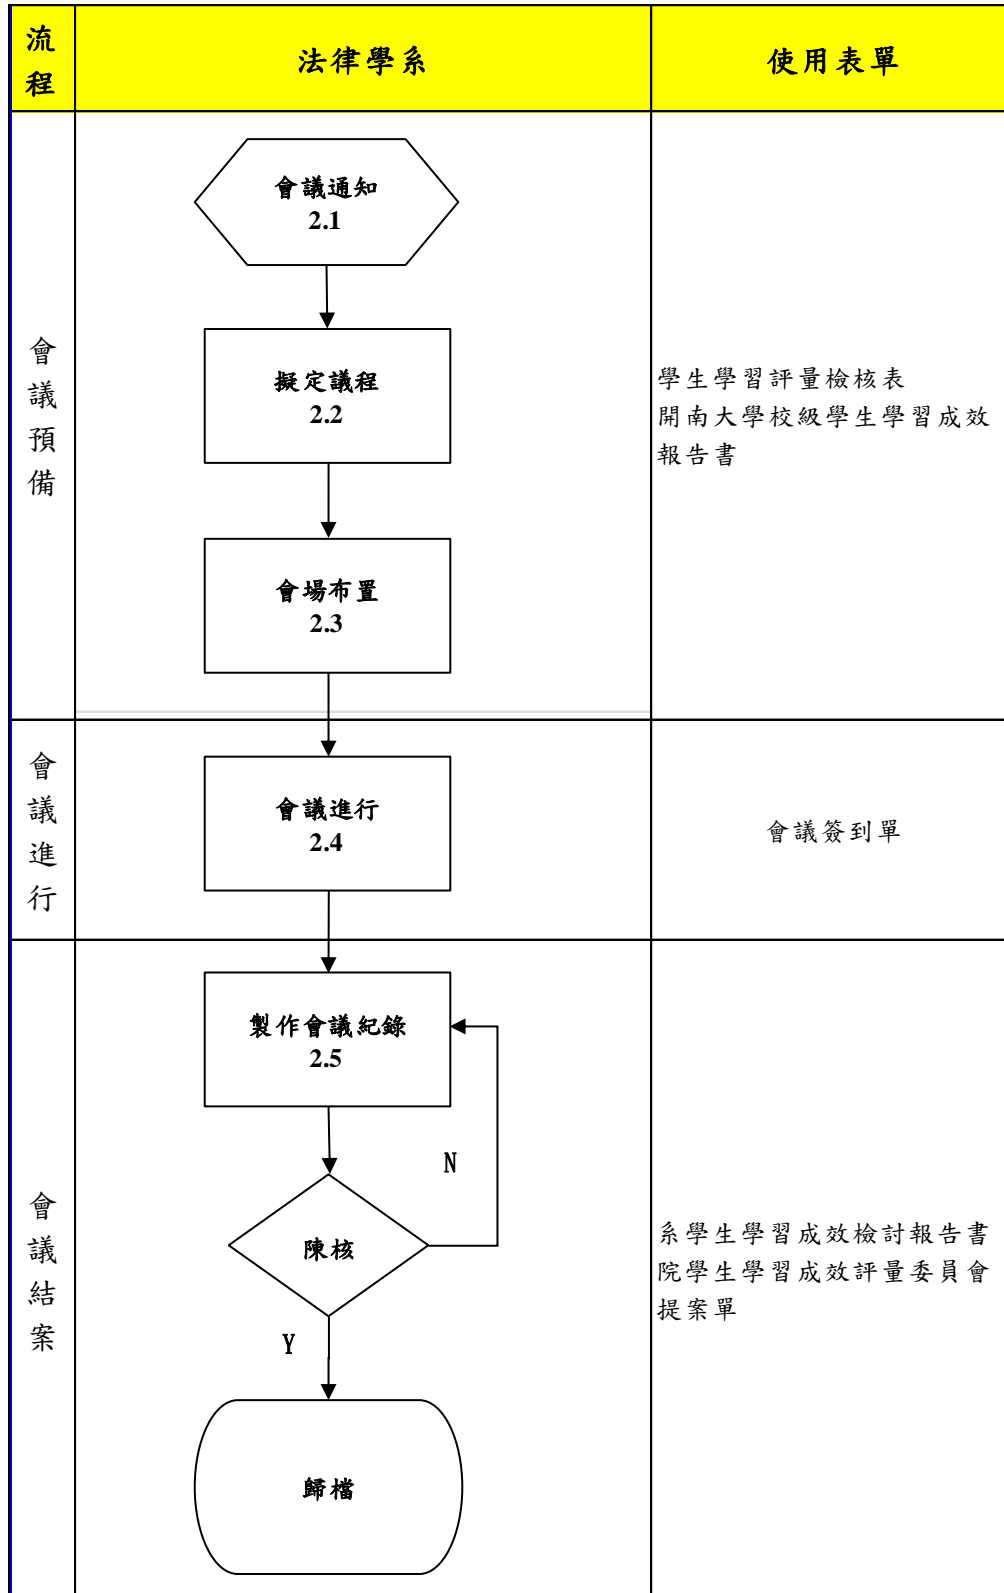 流程
法律學系
使用表單
會議預備
會議通知
2.1
擬定議程
2.2
會場布置
2.3
學生學習評量檢核表
開南大學校級學生學習成效
報告書
會議進行
會議進行
2.4
會議簽到單
會議結案
製作會議紀錄
2.5
N
陳核
Y
歸檔
系學生學習成效檢討報告書
院學生學習成效評量委員會
提案單